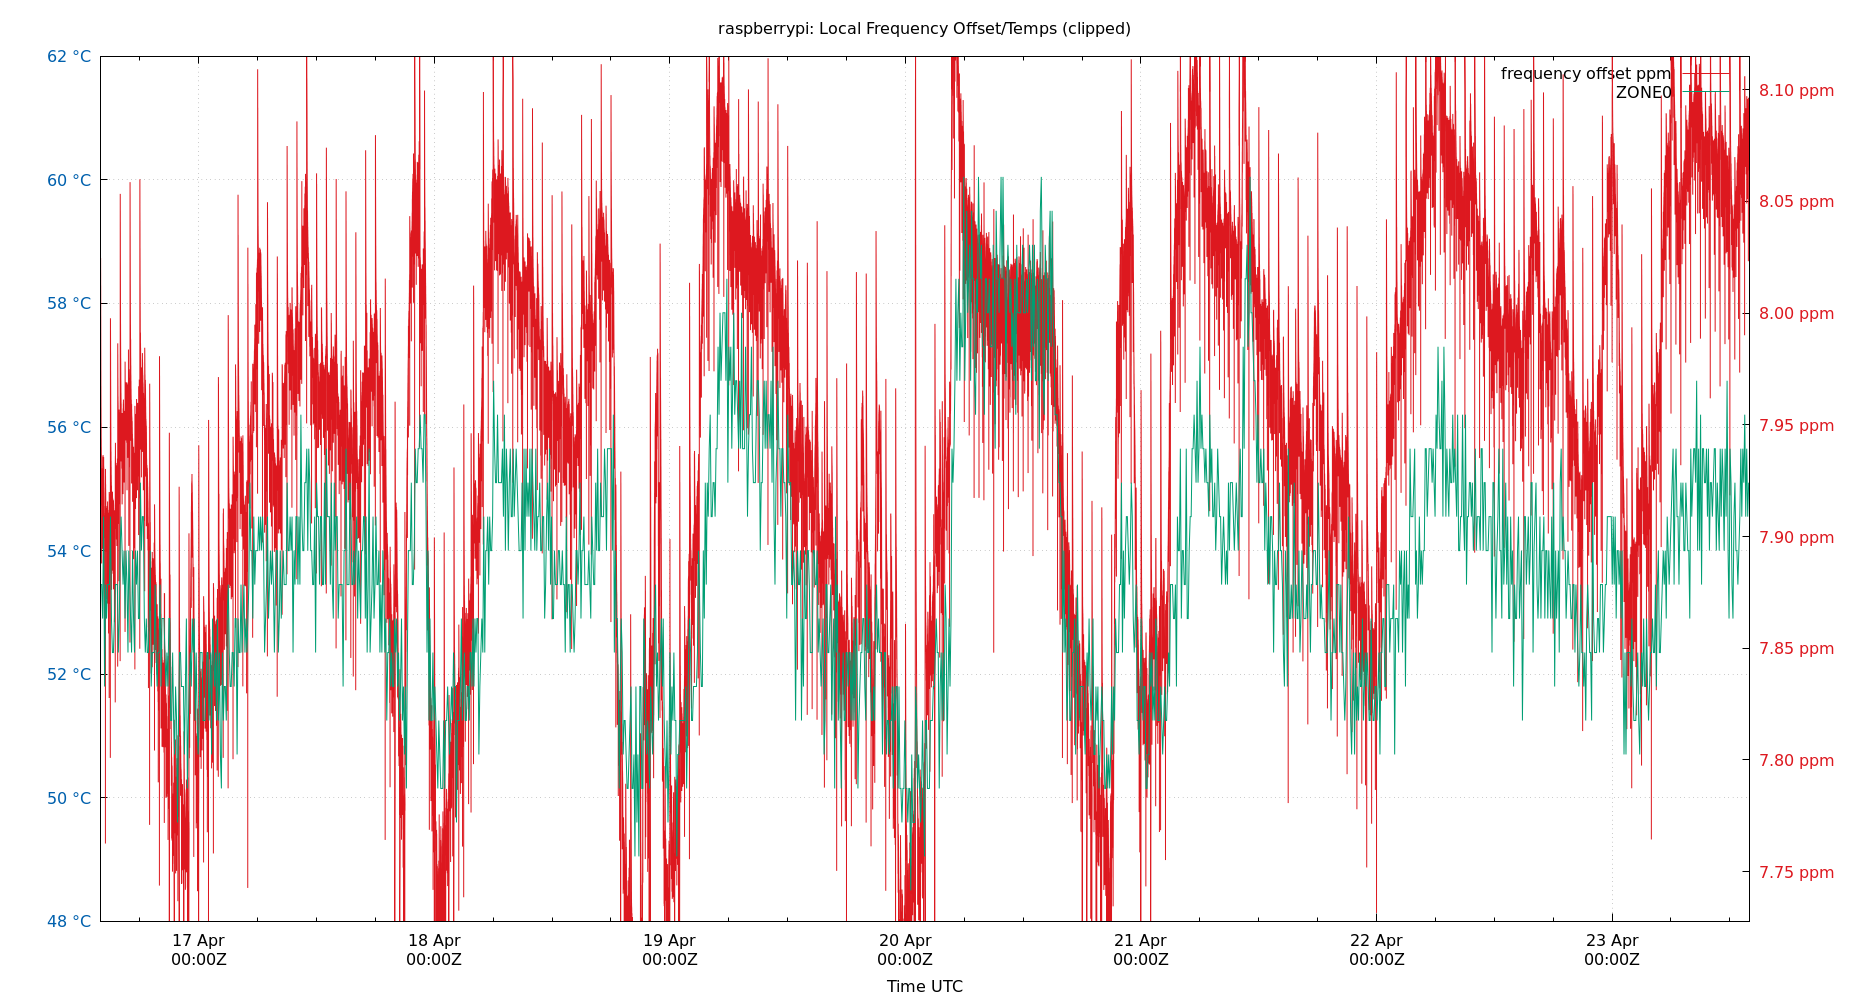 raspberrypi: Local Frequency Offset/Temps (clipped)
62 °C
60 °C
58 °C
56 °C
54 °C
52 °C
50 °C
48 °C
frequency offset ppm
ZONE0
8.10 ppm
8.05 ppm
8.00 ppm
7.95 ppm
7.90 ppm
7.85 ppm
7.80 ppm
7.75 ppm
17 Apr
00:00Z
18 Apr
00:00Z
19 Apr
00:00Z
20 Apr
00:00Z
21 Apr
00:00Z
22 Apr
00:00Z
23 Apr
00:00Z
Time UTC